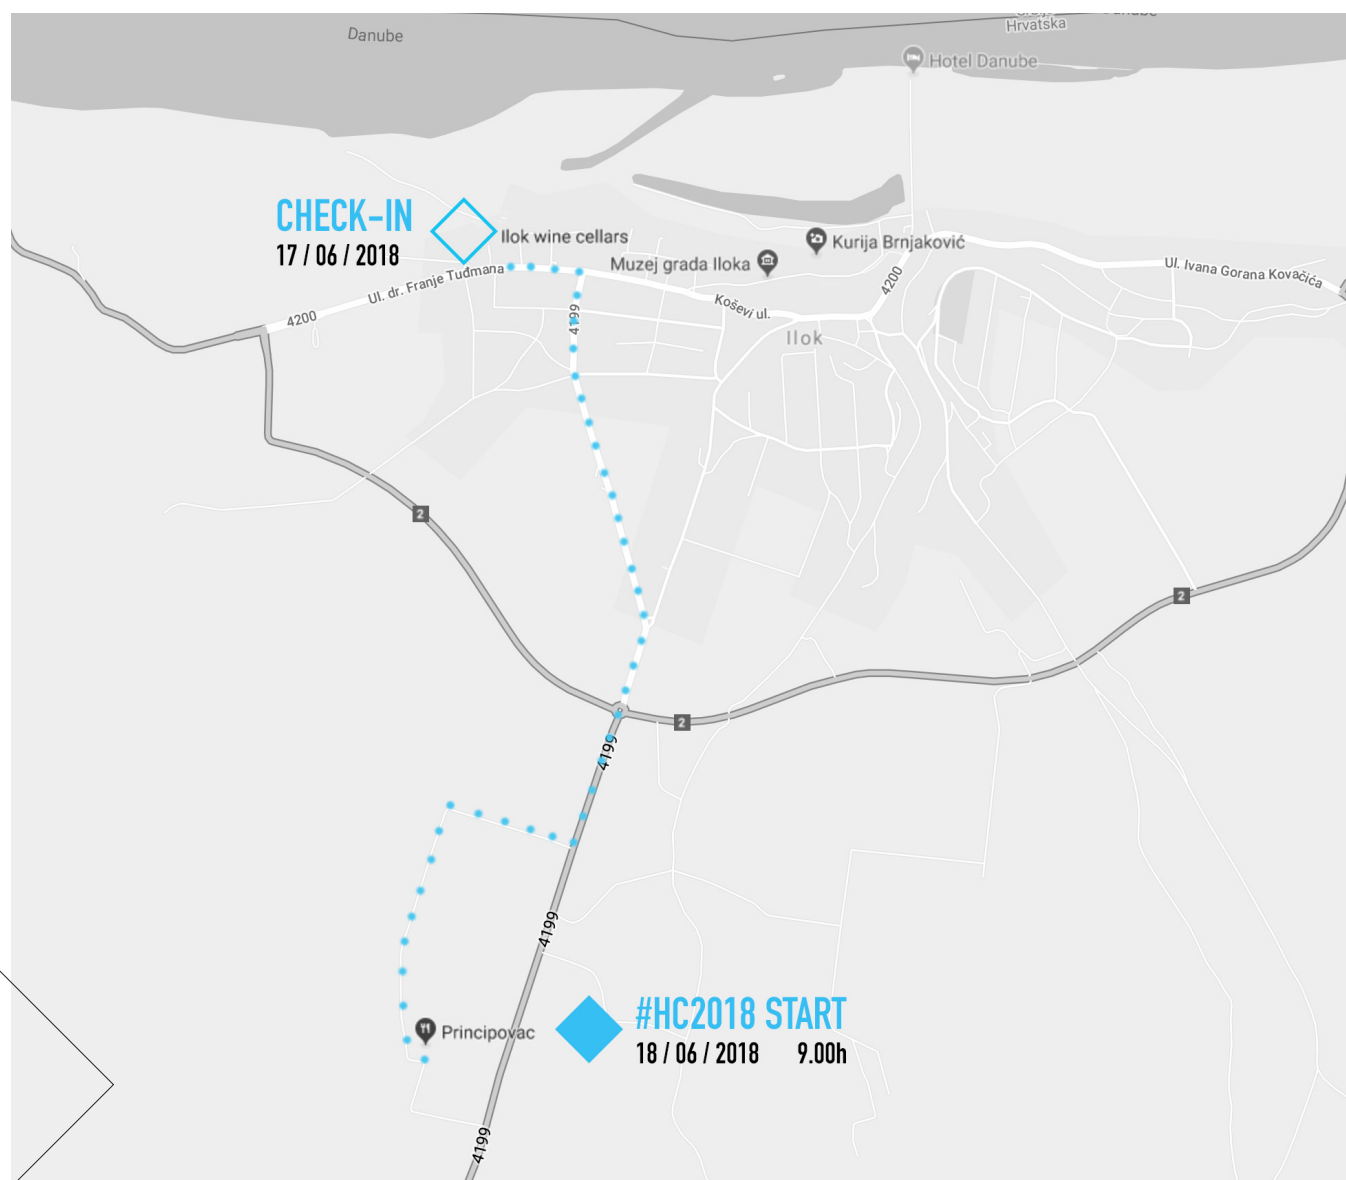 Danube
Hrvatska
Hotel Danube
CHECK-IN
17 / 06 / 2018
Ilok wine cellars
Kurija Brnjaković
Muzej grada Iloka
Ul. dr. Franje Tuđmana
4200
4200
Ul. Ivana Gorana Kovačića
Koševi ul.
4199
Ilok
2
2
2
4199
4199
#HC2018 START
18 / 06 / 2018 9.00h
Principovac
4199